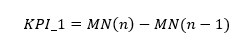 KPI_1 = MN(n) − MN(n − 1)